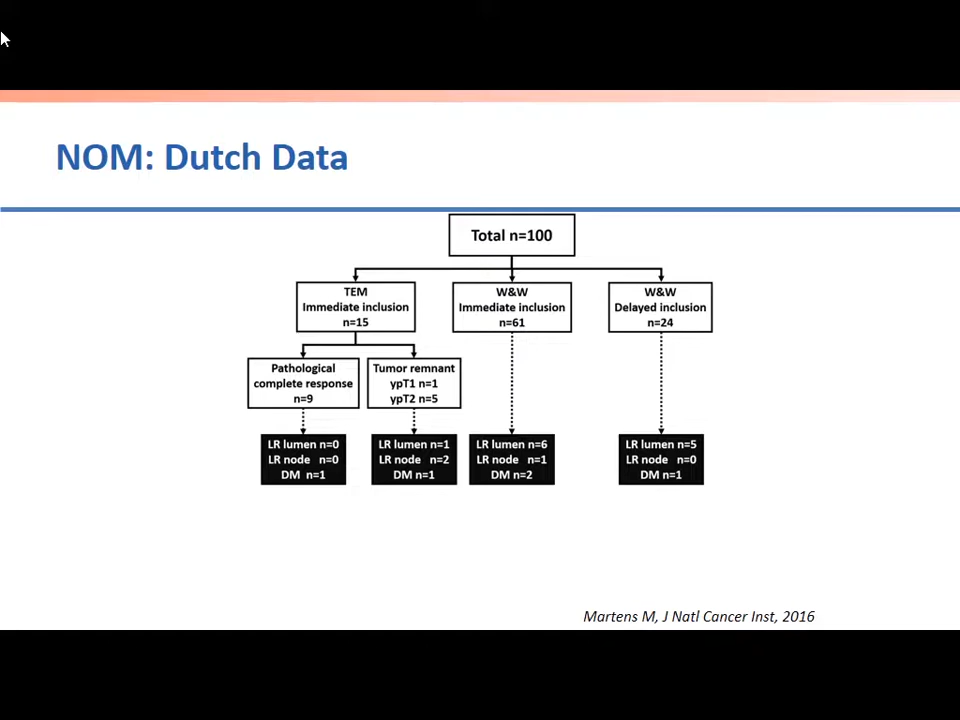 NOM: Dutch Data
Total n=100
TEM
Immediate inclusion
n=15
W&W
Immediate inclusion
n=61
W&W
Delayed inclusion
n=24
Pathological
complete response
n=9
Tumor remnant
ypT1 n=1
ypT2 n=5
LR lumen n=0
LR node n=0
DM n=1
LR lumen n=1
LR node n=2
DM n=1
LR lumen n=6
LR node n=1
DM n=2
LR lumen n=5
LR node n=0
DM n=1
Martens M, J Natl Cancer Inst, 2016